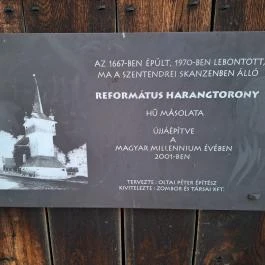 AZ 1667-BEN ÉPÜLT, 1970-BEN LEBONTOTT,
MA A SZENTENDREI SKANZENBEN ÁLLÓ
REFORMÁTUS HARANGTORONY
HŰ MÁSOLATA
ÚJJÁÉPÍTVE
A
MAGYAR MILLENNIUM ÉVÉBEN
2001-BEN
TERVEZTE : OLTAI PÉTER ÉPÍTÉSZ
KIVITELEZTE : ZOMBOR ÉS TÁRSAI KFT.